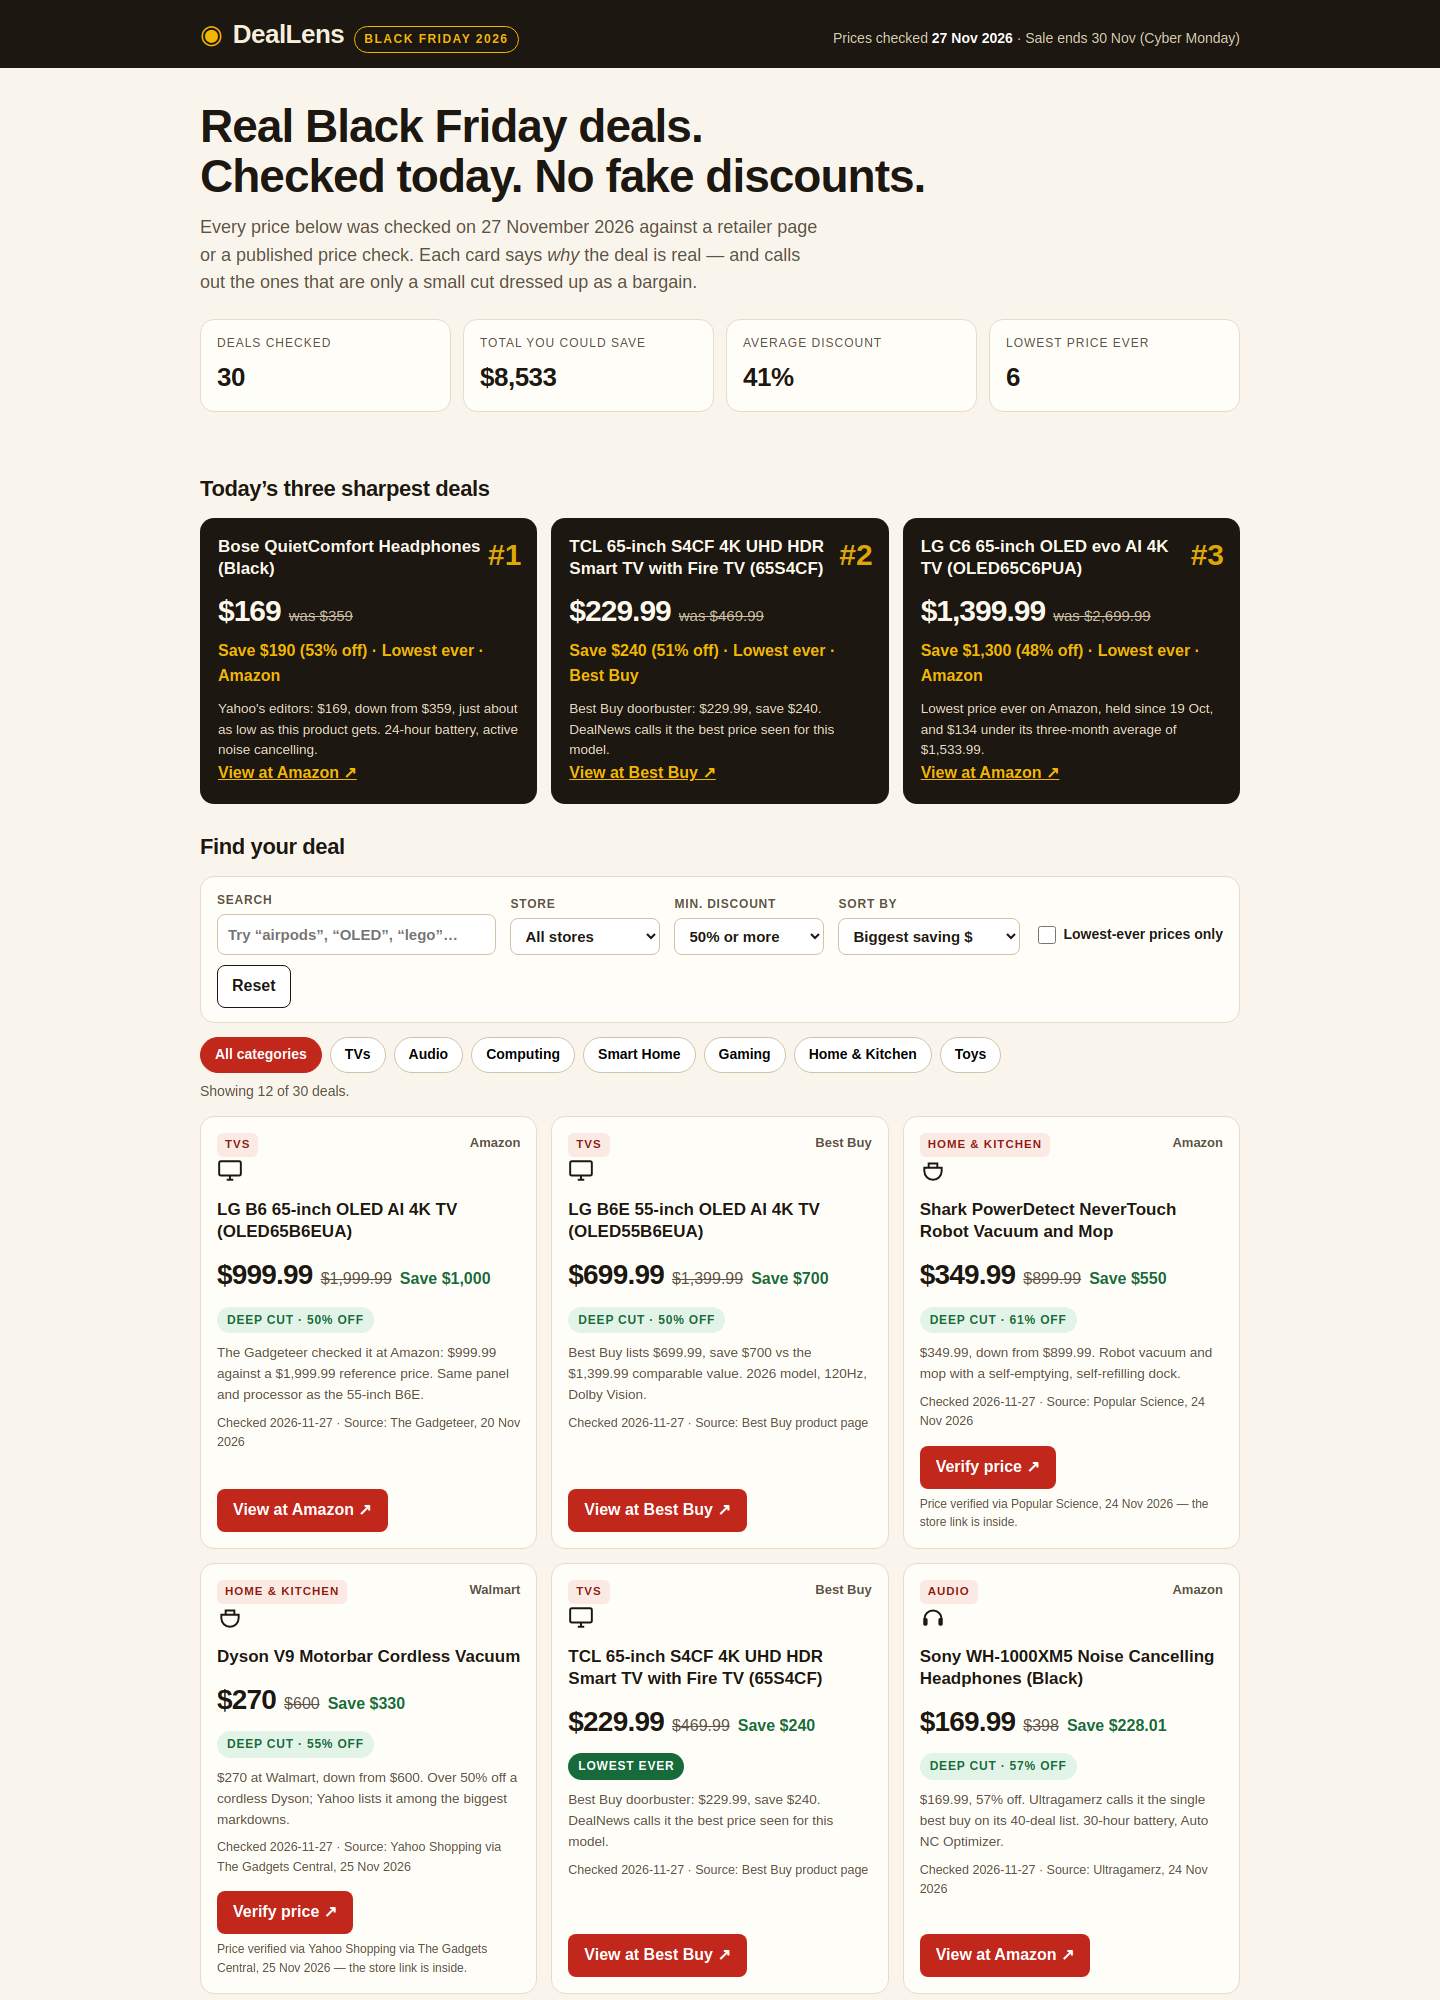 ◉ DealLens BLACK FRIDAY 2026
Prices checked 27 Nov 2026 · Sale ends 30 Nov (Cyber Monday)
Real Black Friday deals.
Checked today. No fake discounts.
Every price below was checked on 27 November 2026 against a retailer page
or a published price check. Each card says why the deal is real — and calls
out the ones that are only a small cut dressed up as a bargain.
DEALS CHECKED
30
TOTAL YOU COULD SAVE
$8,533
AVERAGE DISCOUNT
41%
LOWEST PRICE EVER
6
Today’s three sharpest deals
Bose QuietComfort Headphones
(Black)
#1
$169 was $359
Save $190 (53% off) · Lowest ever ·
Amazon
Yahoo's editors: $169, down from $359, just about
as low as this product gets. 24-hour battery, active
noise cancelling.
View at Amazon ↗
TCL 65-inch S4CF 4K UHD HDR
Smart TV with Fire TV (65S4CF)
#2
$229.99 was $469.99
Save $240 (51% off) · Lowest ever ·
Best Buy
Best Buy doorbuster: $229.99, save $240.
DealNews calls it the best price seen for this
model.
View at Best Buy ↗
LG C6 65-inch OLED evo AI 4K
TV (OLED65C6PUA)
#3
$1,399.99 was $2,699.99
Save $1,300 (48% off) · Lowest ever ·
Amazon
Lowest price ever on Amazon, held since 19 Oct,
and $134 under its three-month average of
$1,533.99.
View at Amazon ↗
Find your deal
SEARCH
Try “airpods”, “OLED”, “lego”…
STORE
All stores
MIN. DISCOUNT
50% or more
SORT BY
Biggest saving $
Lowest-ever prices only
Reset
All categories
TVs
Audio
Computing
Smart Home
Gaming
Home & Kitchen
Toys
Showing 12 of 30 deals.
TVS
Amazon
LG B6 65-inch OLED AI 4K TV
(OLED65B6EUA)
$999.99 $1,999.99 Save $1,000
DEEP CUT · 50% OFF
The Gadgeteer checked it at Amazon: $999.99
against a $1,999.99 reference price. Same panel
and processor as the 55-inch B6E.
Checked 2026-11-27 · Source: The Gadgeteer, 20 Nov
2026
View at Amazon ↗
TVS
Best Buy
LG B6E 55-inch OLED AI 4K TV
(OLED55B6EUA)
$699.99 $1,399.99 Save $700
DEEP CUT · 50% OFF
Best Buy lists $699.99, save $700 vs the
$1,399.99 comparable value. 2026 model, 120Hz,
Dolby Vision.
Checked 2026-11-27 · Source: Best Buy product page
View at Best Buy ↗
HOME & KITCHEN
Amazon
Shark PowerDetect NeverTouch
Robot Vacuum and Mop
$349.99 $899.99 Save $550
DEEP CUT · 61% OFF
$349.99, down from $899.99. Robot vacuum and
mop with a self-emptying, self-refilling dock.
Checked 2026-11-27 · Source: Popular Science, 24
Nov 2026
Verify price ↗
Price verified via Popular Science, 24 Nov 2026 — the
store link is inside.
HOME & KITCHEN
Walmart
Dyson V9 Motorbar Cordless Vacuum
$270 $600 Save $330
DEEP CUT · 55% OFF
$270 at Walmart, down from $600. Over 50% off a
cordless Dyson; Yahoo lists it among the biggest
markdowns.
Checked 2026-11-27 · Source: Yahoo Shopping via
The Gadgets Central, 25 Nov 2026
Verify price ↗
Price verified via Yahoo Shopping via The Gadgets
Central, 25 Nov 2026 — the store link is inside.
TVS
Best Buy
TCL 65-inch S4CF 4K UHD HDR
Smart TV with Fire TV (65S4CF)
$229.99 $469.99 Save $240
LOWEST EVER
Best Buy doorbuster: $229.99, save $240.
DealNews calls it the best price seen for this
model.
Checked 2026-11-27 · Source: Best Buy product page
View at Best Buy ↗
AUDIO
Amazon
Sony WH-1000XM5 Noise Cancelling
Headphones (Black)
$169.99 $398 Save $228.01
DEEP CUT · 57% OFF
$169.99, 57% off. Ultragamerz calls it the single
best buy on its 40-deal list. 30-hour battery, Auto
NC Optimizer.
Checked 2026-11-27 · Source: Ultragamerz, 24 Nov
2026
View at Amazon ↗